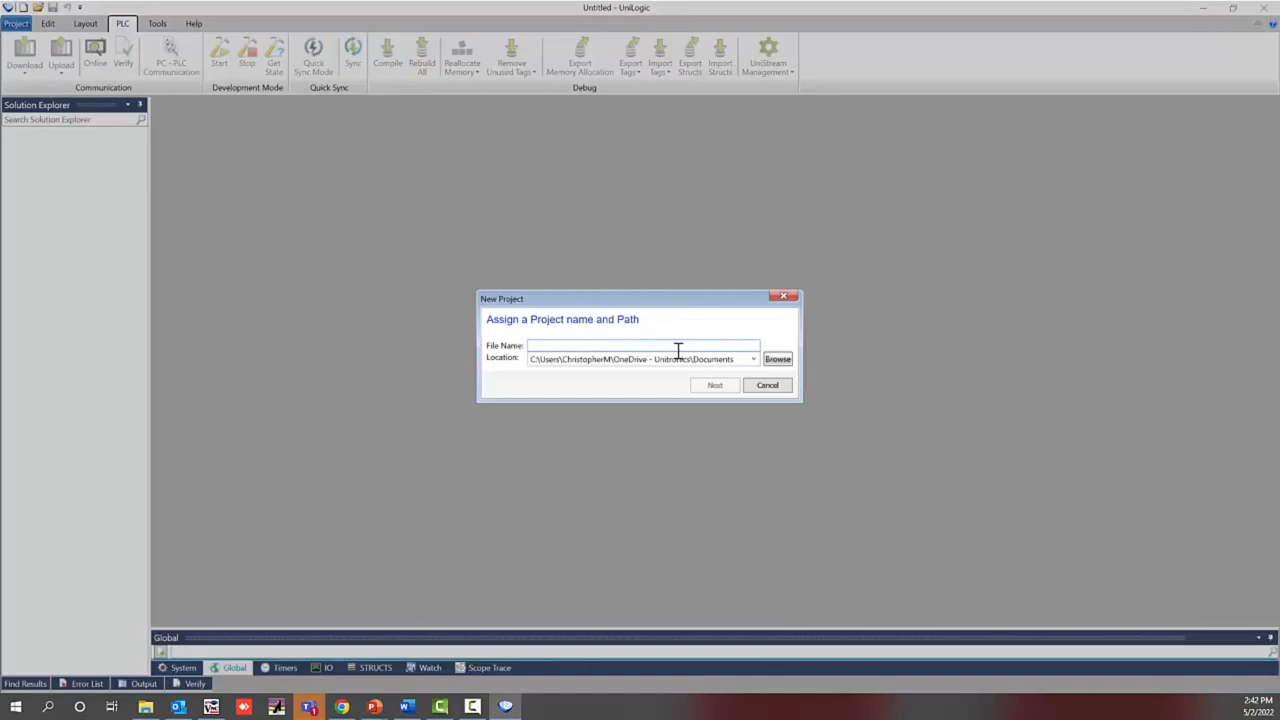 Untitled - UniLogic
Project Edit Layout PLC Tools Help
Download Upload Online Verify PC - PLC Communication Start Stop Get State Quick Sync Mode Sync Compile Rebuild All Reallocate Memory Remove Unused Tags Export Memory Allocation Export Tags Import Tags Export Structs Import Structs UniStream Management
Communication Development Mode Quick Sync Debug
Solution Explorer
Search Solution Explorer
New Project
Assign a Project name and Path
File Name:
Location: C:\Users\ChristopherM\OneDrive - Unitronics\Documents Browse
Next Cancel
Global
System Global Timers IO STRUCTS Watch Scope Trace
Find Results Error List Output Verify
2:42 PM
5/2/2022